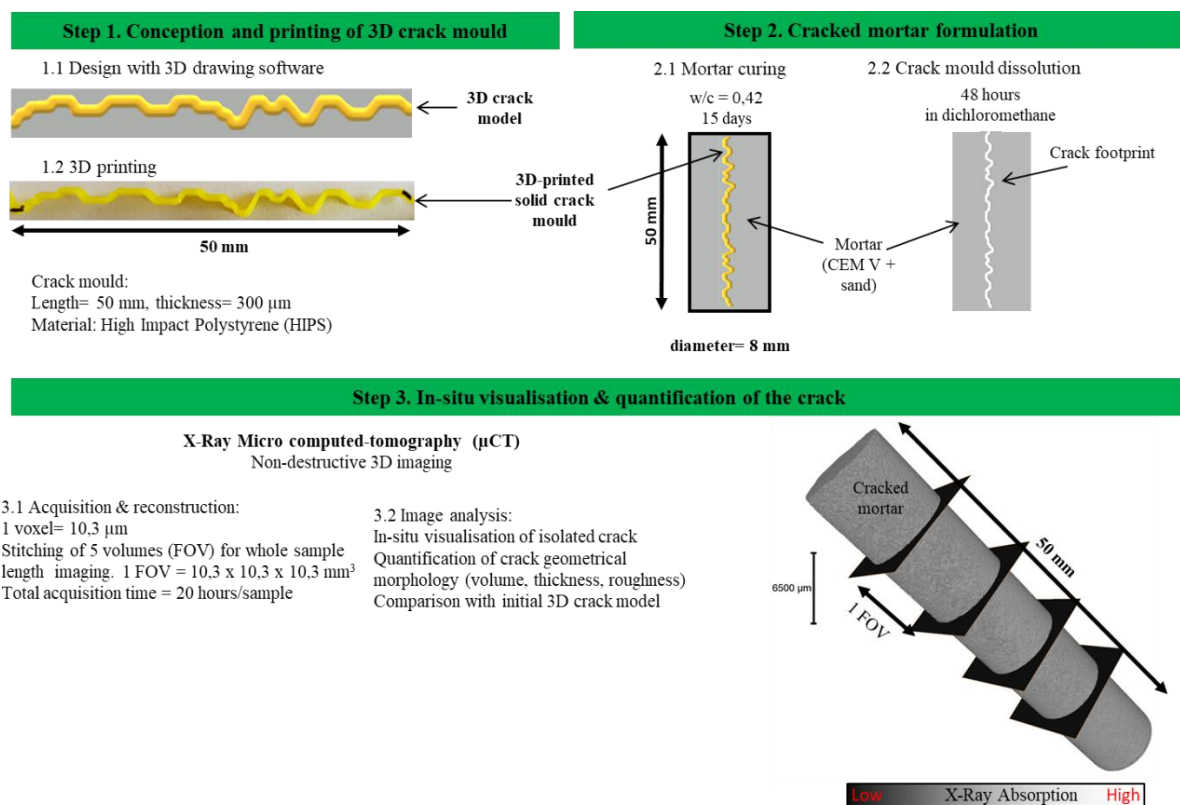 Step 1. Conception and printing of 3D crack mould
1.1 Design with 3D drawing software
3D crack
model
1.2 3D printing
3D-printed
solid crack
mould
50 mm
Crack mould:
Length= 50 mm, thickness= 300 µm
Material: High Impact Polystyrene (HIPS)
Step 2. Cracked mortar formulation
2.1 Mortar curing
w/c = 0,42
15 days
50 mm
diameter= 8 mm
2.2 Crack mould dissolution
48 hours
in dichloromethane
Crack footprint
Mortar
(CEM V +
sand)
Step 3. In-situ visualisation & quantification of the crack
X-Ray Micro computed-tomography (µCT)
Non-destructive 3D imaging
3.1 Acquisition & reconstruction:
1 voxel= 10,3 µm
Stitching of 5 volumes (FOV) for whole sample
length imaging. 1 FOV = 10,3 x 10,3 x 10,3 mm³
Total acquisition time = 20 hours/sample
3.2 Image analysis:
In-situ visualisation of isolated crack
Quantification of crack geometrical
morphology (volume, thickness, roughness)
Comparison with initial 3D crack model
Cracked
mortar
50 mm
6500 µm
1 FOV
Low X-Ray Absorption High